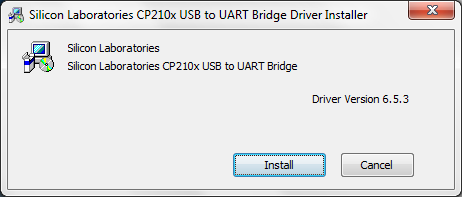 Silicon Laboratories CP210x USB to UART Bridge Driver Installer
Silicon Laboratories
Silicon Laboratories CP210x USB to UART Bridge
Driver Version 6.5.3
Install
Cancel